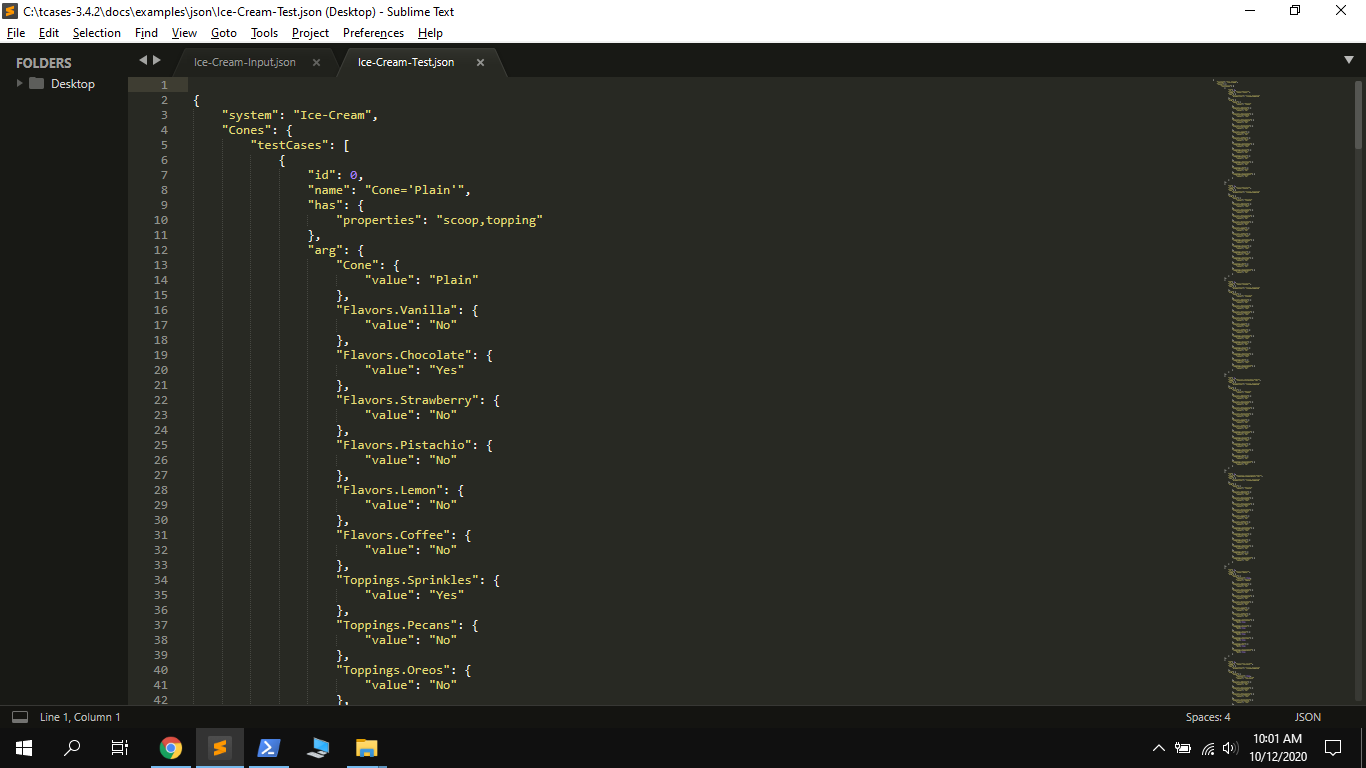 C:\tcases-3.4.2\docs\examples\json\Ice-Cream-Test.json (Desktop) - Sublime Text
File Edit Selection Find View Goto Tools Project Preferences Help
FOLDERS
Desktop
Ice-Cream-Input.json
Ice-Cream-Test.json
1
2 {
3 "system": "Ice-Cream",
4 "Cones": {
5 "testCases": [
6 {
7 "id": 0,
8 "name": "Cone='Plain'",
9 "has": {
10 "properties": "scoop,topping"
11 },
12 "arg": {
13 "Cone": {
14 "value": "Plain"
15 },
16 "Flavors.Vanilla": {
17 "value": "No"
18 },
19 "Flavors.Chocolate": {
20 "value": "Yes"
21 },
22 "Flavors.Strawberry": {
23 "value": "No"
24 },
25 "Flavors.Pistachio": {
26 "value": "No"
27 },
28 "Flavors.Lemon": {
29 "value": "No"
30 },
31 "Flavors.Coffee": {
32 "value": "No"
33 },
34 "Toppings.Sprinkles": {
35 "value": "Yes"
36 },
37 "Toppings.Pecans": {
38 "value": "No"
39 },
40 "Toppings.Oreos": {
41 "value": "No"
42 },
Line 1, Column 1
Spaces: 4
JSON
10:01 AM
10/12/2020